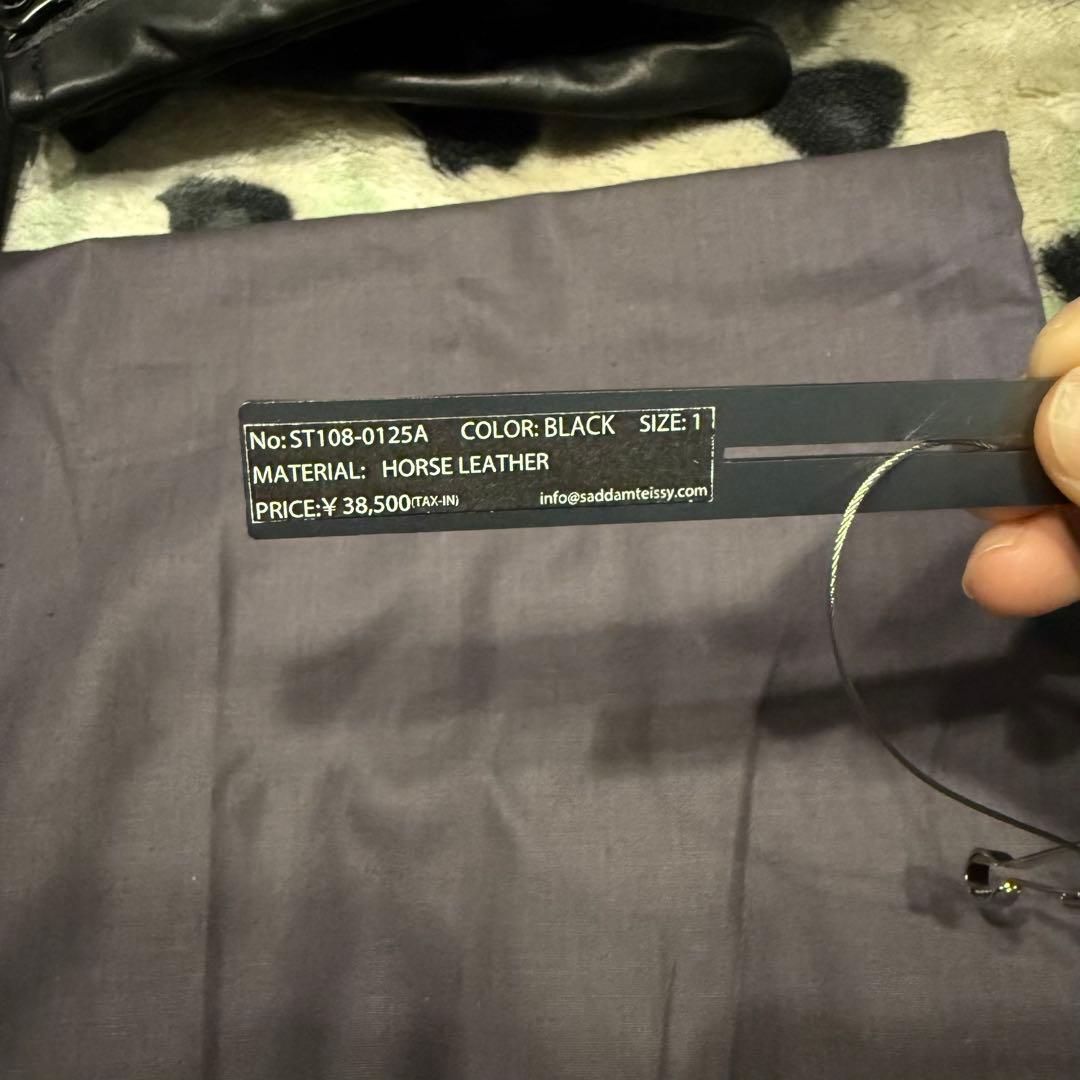 No: ST108-0125A COLOR: BLACK SIZE: 1
MATERIAL: HORSE LEATHER
PRICE:¥ 38,500(TAX-IN) info@saddamteissy.com